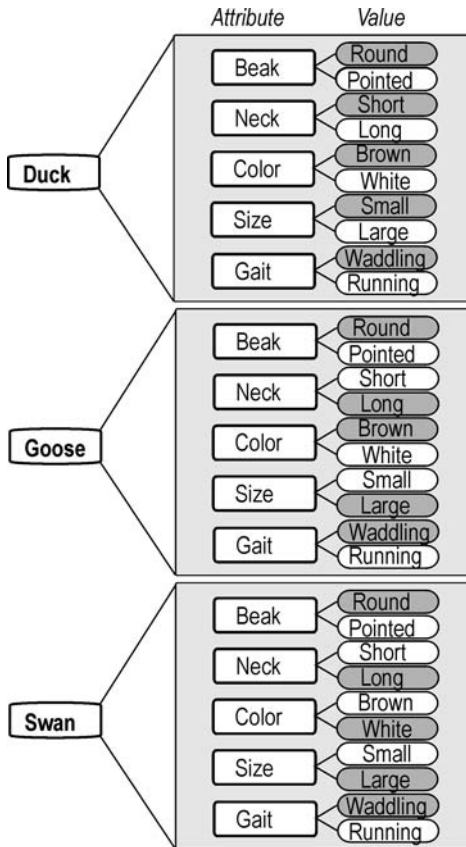 Attribute Value
Beak Round
Pointed
Neck Short
Long
Duck Color Brown
White
Size Small
Large
Gait Waddling
Running
Beak Round
Pointed
Neck Short
Long
Goose Color Brown
White
Size Small
Large
Gait Waddling
Running
Beak Round
Pointed
Neck Short
Long
Swan Color Brown
White
Size Small
Large
Gait Waddling
Running